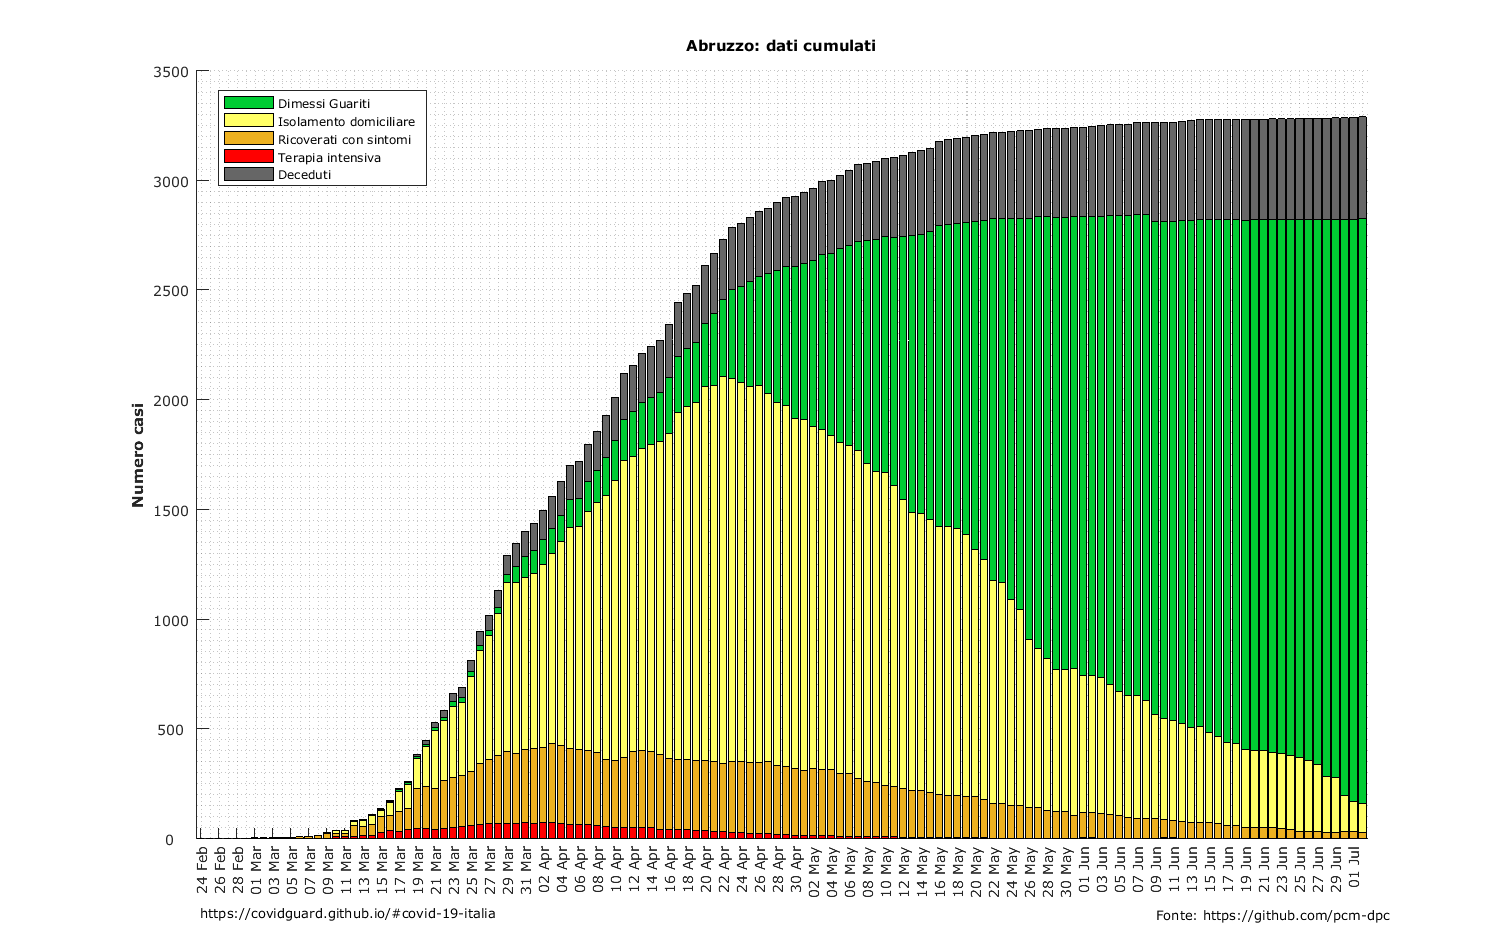 Abruzzo: dati cumulati
3500
3000
2500
2000
1500
1000
500
0
Numero casi
Dimessi Guariti
Isolamento domiciliare
Ricoverati con sintomi
Terapia intensiva
Deceduti
24 Feb
26 Feb
28 Feb
01 Mar
03 Mar
05 Mar
07 Mar
09 Mar
11 Mar
13 Mar
15 Mar
17 Mar
19 Mar
21 Mar
23 Mar
25 Mar
27 Mar
29 Mar
31 Mar
02 Apr
04 Apr
06 Apr
08 Apr
10 Apr
12 Apr
14 Apr
16 Apr
18 Apr
20 Apr
22 Apr
24 Apr
26 Apr
28 Apr
30 Apr
02 May
04 May
06 May
08 May
10 May
12 May
14 May
16 May
18 May
20 May
22 May
24 May
26 May
28 May
30 May
01 Jun
03 Jun
05 Jun
07 Jun
09 Jun
11 Jun
13 Jun
15 Jun
17 Jun
19 Jun
21 Jun
23 Jun
25 Jun
27 Jun
29 Jun
01 Jul
https://covidguard.github.io/#covid-19-italia
Fonte: https://github.com/pcm-dpc